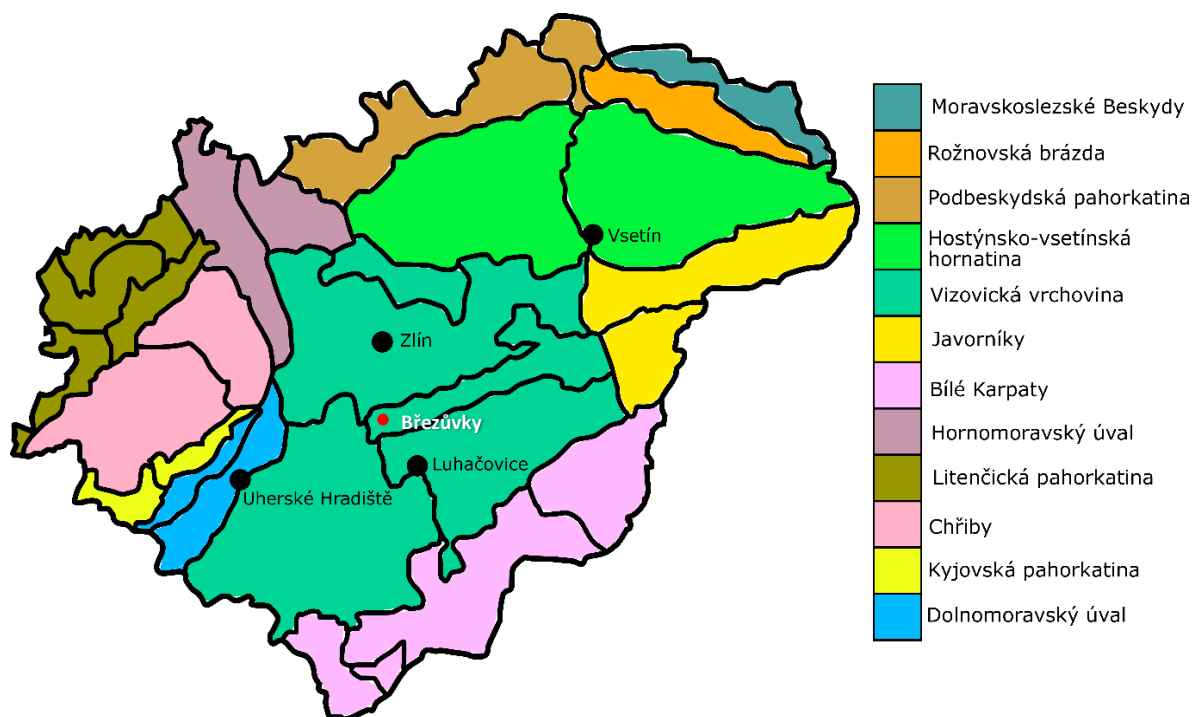 Vsetín
Zlín
Březůvky
Luhačovice
Uherské Hradiště
Moravskoslezské Beskydy
Rožnovská brázda
Podbeskydská pahorkatina
Hostýnsko-vsetínská
hornatina
Vizovická vrchovina
Javorníky
Bílé Karpaty
Hornomoravský úval
Litenčická pahorkatina
Chřiby
Kyjovská pahorkatina
Dolnomoravský úval